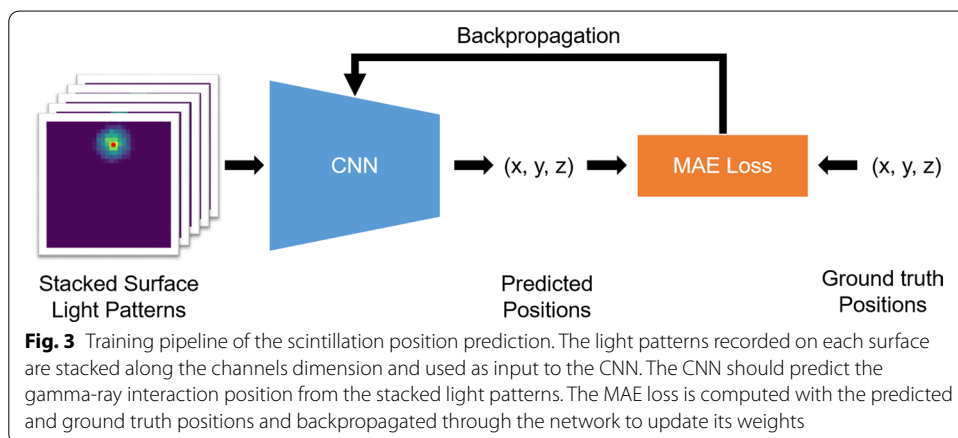 Backpropagation
CNN
(x, y, z)
MAE Loss
(x, y, z)
Stacked Surface
Light Patterns
Predicted
Positions
Ground truth
Positions
Fig. 3 Training pipeline of the scintillation position prediction. The light patterns recorded on each surface
are stacked along the channels dimension and used as input to the CNN. The CNN should predict the
gamma-ray interaction position from the stacked light patterns. The MAE loss is computed with the predicted
and ground truth positions and backpropagated through the network to update its weights